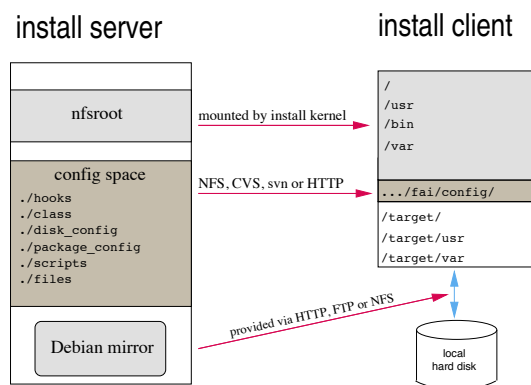 install server
install client
nfsroot
mounted by install kernel
/
/usr
/bin
/var
config space
./hooks
./class
./disk_config
./package_config
./scripts
./files
NFS, CVS, svn or HTTP
.../fai/config/
/target/
/target/usr
/target/var
provided via HTTP, FTP or NFS
Debian mirror
local
hard disk